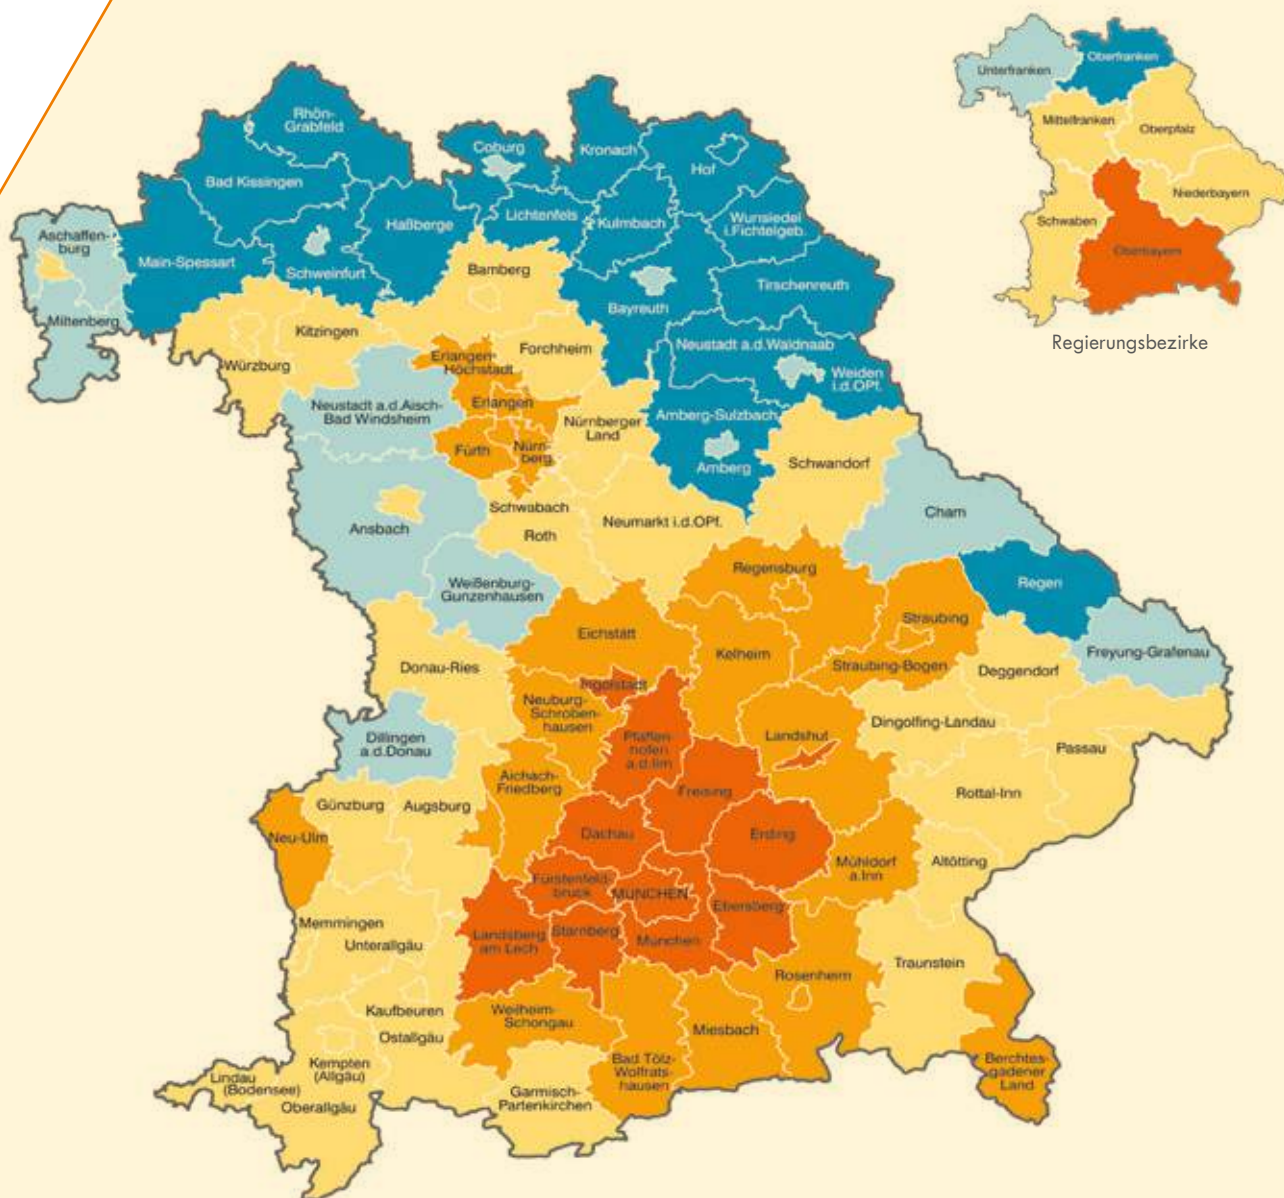 Unterfranken
Oberfranken
Mittelfranken
Oberpfalz
Niederbayern
Schwaben
Oberbayern
Regierungsbezirke
Rhön-
Grabfeld
Coburg
Kronach
Hof
Bad Kissingen
Lichtenfels
Kulmbach
Wunsiedel
i.Fichtelgeb.
Haßberge
Aschaffen-
burg
Main-Spessart
Schweinfurt
Bamberg
Tirschenreuth
Bayreuth
Miltenberg
Kitzingen
Würzburg
Erlangen-
Höchstadt
Forchheim
Neustadt a.d.Waldnaab
Weiden
i.d.OPf.
Neustadt a.d.Aisch-
Bad Windsheim
Erlangen
Nürnberger
Land
Amberg-Sulzbach
Fürth
Nürn-
berg
Amberg
Schwandorf
Schwabach
Roth
Neumarkt i.d.OPf.
Cham
Ansbach
Weißenburg-
Gunzenhausen
Regensburg
Regen
Eichstätt
Kelheim
Straubing
Straubing-Bogen
Freyung-Grafenau
Donau-Ries
Ingolstadt
Neuburg-
Schroben-
hausen
Deggendorf
Dingolfing-Landau
Dillingen
a.d.Donau
Pfaffen-
hofen
a.d.Ilm
Landshut
Passau
Aichach-
Friedberg
Freising
Rottal-Inn
Günzburg
Augsburg
Neu-Ulm
Dachau
Erding
Mühldorf
a.Inn
Altötting
Fürstenfeld-
bruck
MÜNCHEN
Ebersberg
Memmingen
Unterallgäu
Landsberg
am Lech
Starnberg
München
Traunstein
Rosenheim
Kaufbeuren
Ostallgäu
Weilheim-
Schongau
Miesbach
Kempten
(Allgäu)
Bad Tölz-
Wolfrats-
hausen
Berchtes-
gadener
Land
Lindau
(Bodensee)
Oberallgäu
Garmisch-
Partenkirchen